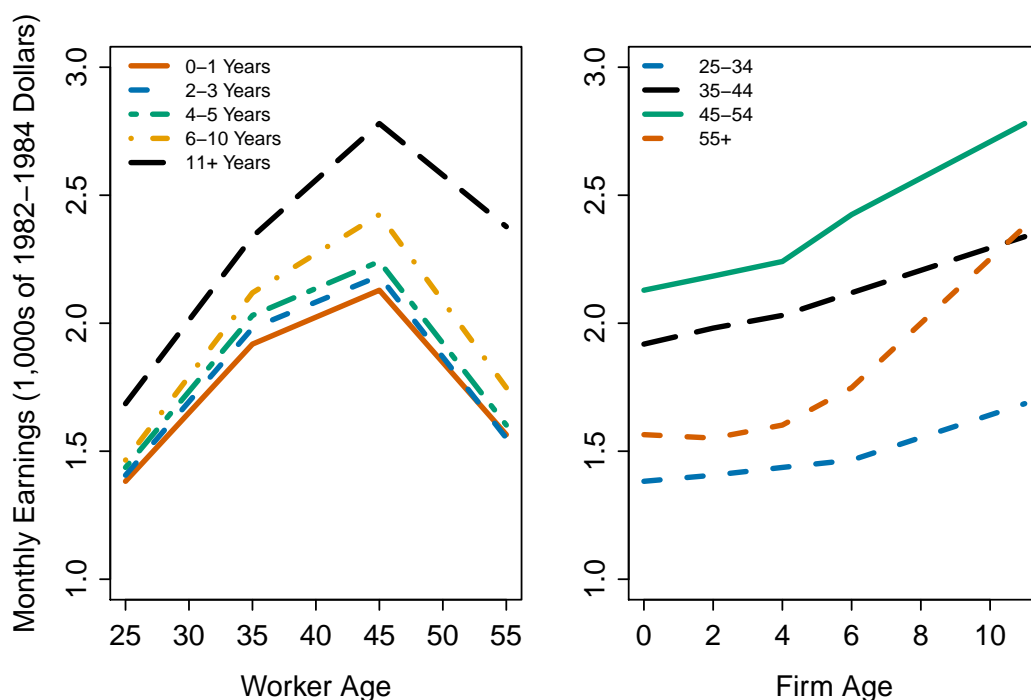 Monthly Earnings (1,000s of 1982−1984 Dollars)
3.0
2.5
2.0
1.5
1.0
0−1 Years
2−3 Years
4−5 Years
6−10 Years
11+ Years
25 30 35 40 45 50 55
Worker Age
3.0
2.5
2.0
1.5
1.0
25−34
35−44
45−54
55+
0 2 4 6 8 10
Firm Age